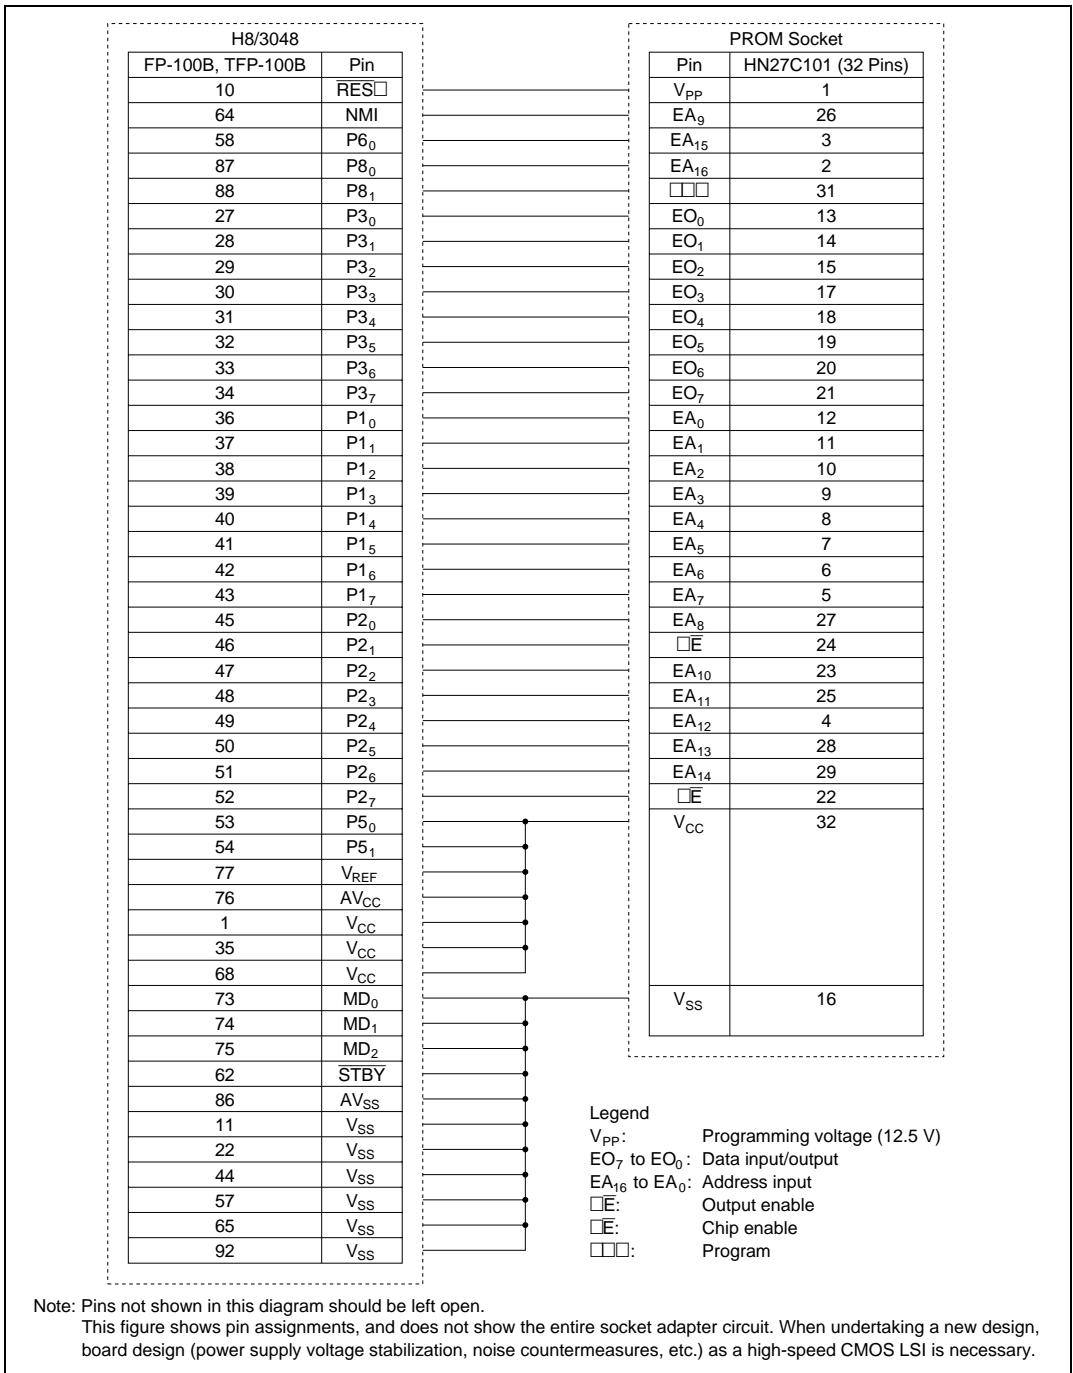 H8/3048 PROM Socket
FP-100B, TFP-100B Pin Pin HN27C101 (32 Pins)
10 RES□ VPP 1
64 NMI EA9 26
58 P60 EA15 3
87 P80 EA16 2
88 P81 □□□ 31
27 P30 EO0 13
28 P31 EO1 14
29 P32 EO2 15
30 P33 EO3 17
31 P34 EO4 18
32 P35 EO5 19
33 P36 EO6 20
34 P37 EO7 21
36 P10 EA0 12
37 P11 EA1 11
38 P12 EA2 10
39 P13 EA3 9
40 P14 EA4 8
41 P15 EA5 7
42 P16 EA6 6
43 P17 EA7 5
45 P20 EA8 27
46 P21 □E 24
47 P22 EA10 23
48 P23 EA11 25
49 P24 EA12 4
50 P25 EA13 28
51 P26 EA14 29
52 P27 □E 22
53 P50 VCC 32
54 P51
77 VREF
76 AVCC
1 VCC
35 VCC
68 VCC
73 MD0 VSS 16
74 MD1
75 MD2
62 STBY
86 AVSS
11 VSS
22 VSS
44 VSS
57 VSS
65 VSS
92 VSS
Legend
VPP: Programming voltage (12.5 V)
EO7 to EO0: Data input/output
EA16 to EA0: Address input
□E: Output enable
□E: Chip enable
□□□: Program
Note: Pins not shown in this diagram should be left open.
This figure shows pin assignments, and does not show the entire socket adapter circuit. When undertaking a new design,
board design (power supply voltage stabilization, noise countermeasures, etc.) as a high-speed CMOS LSI is necessary.